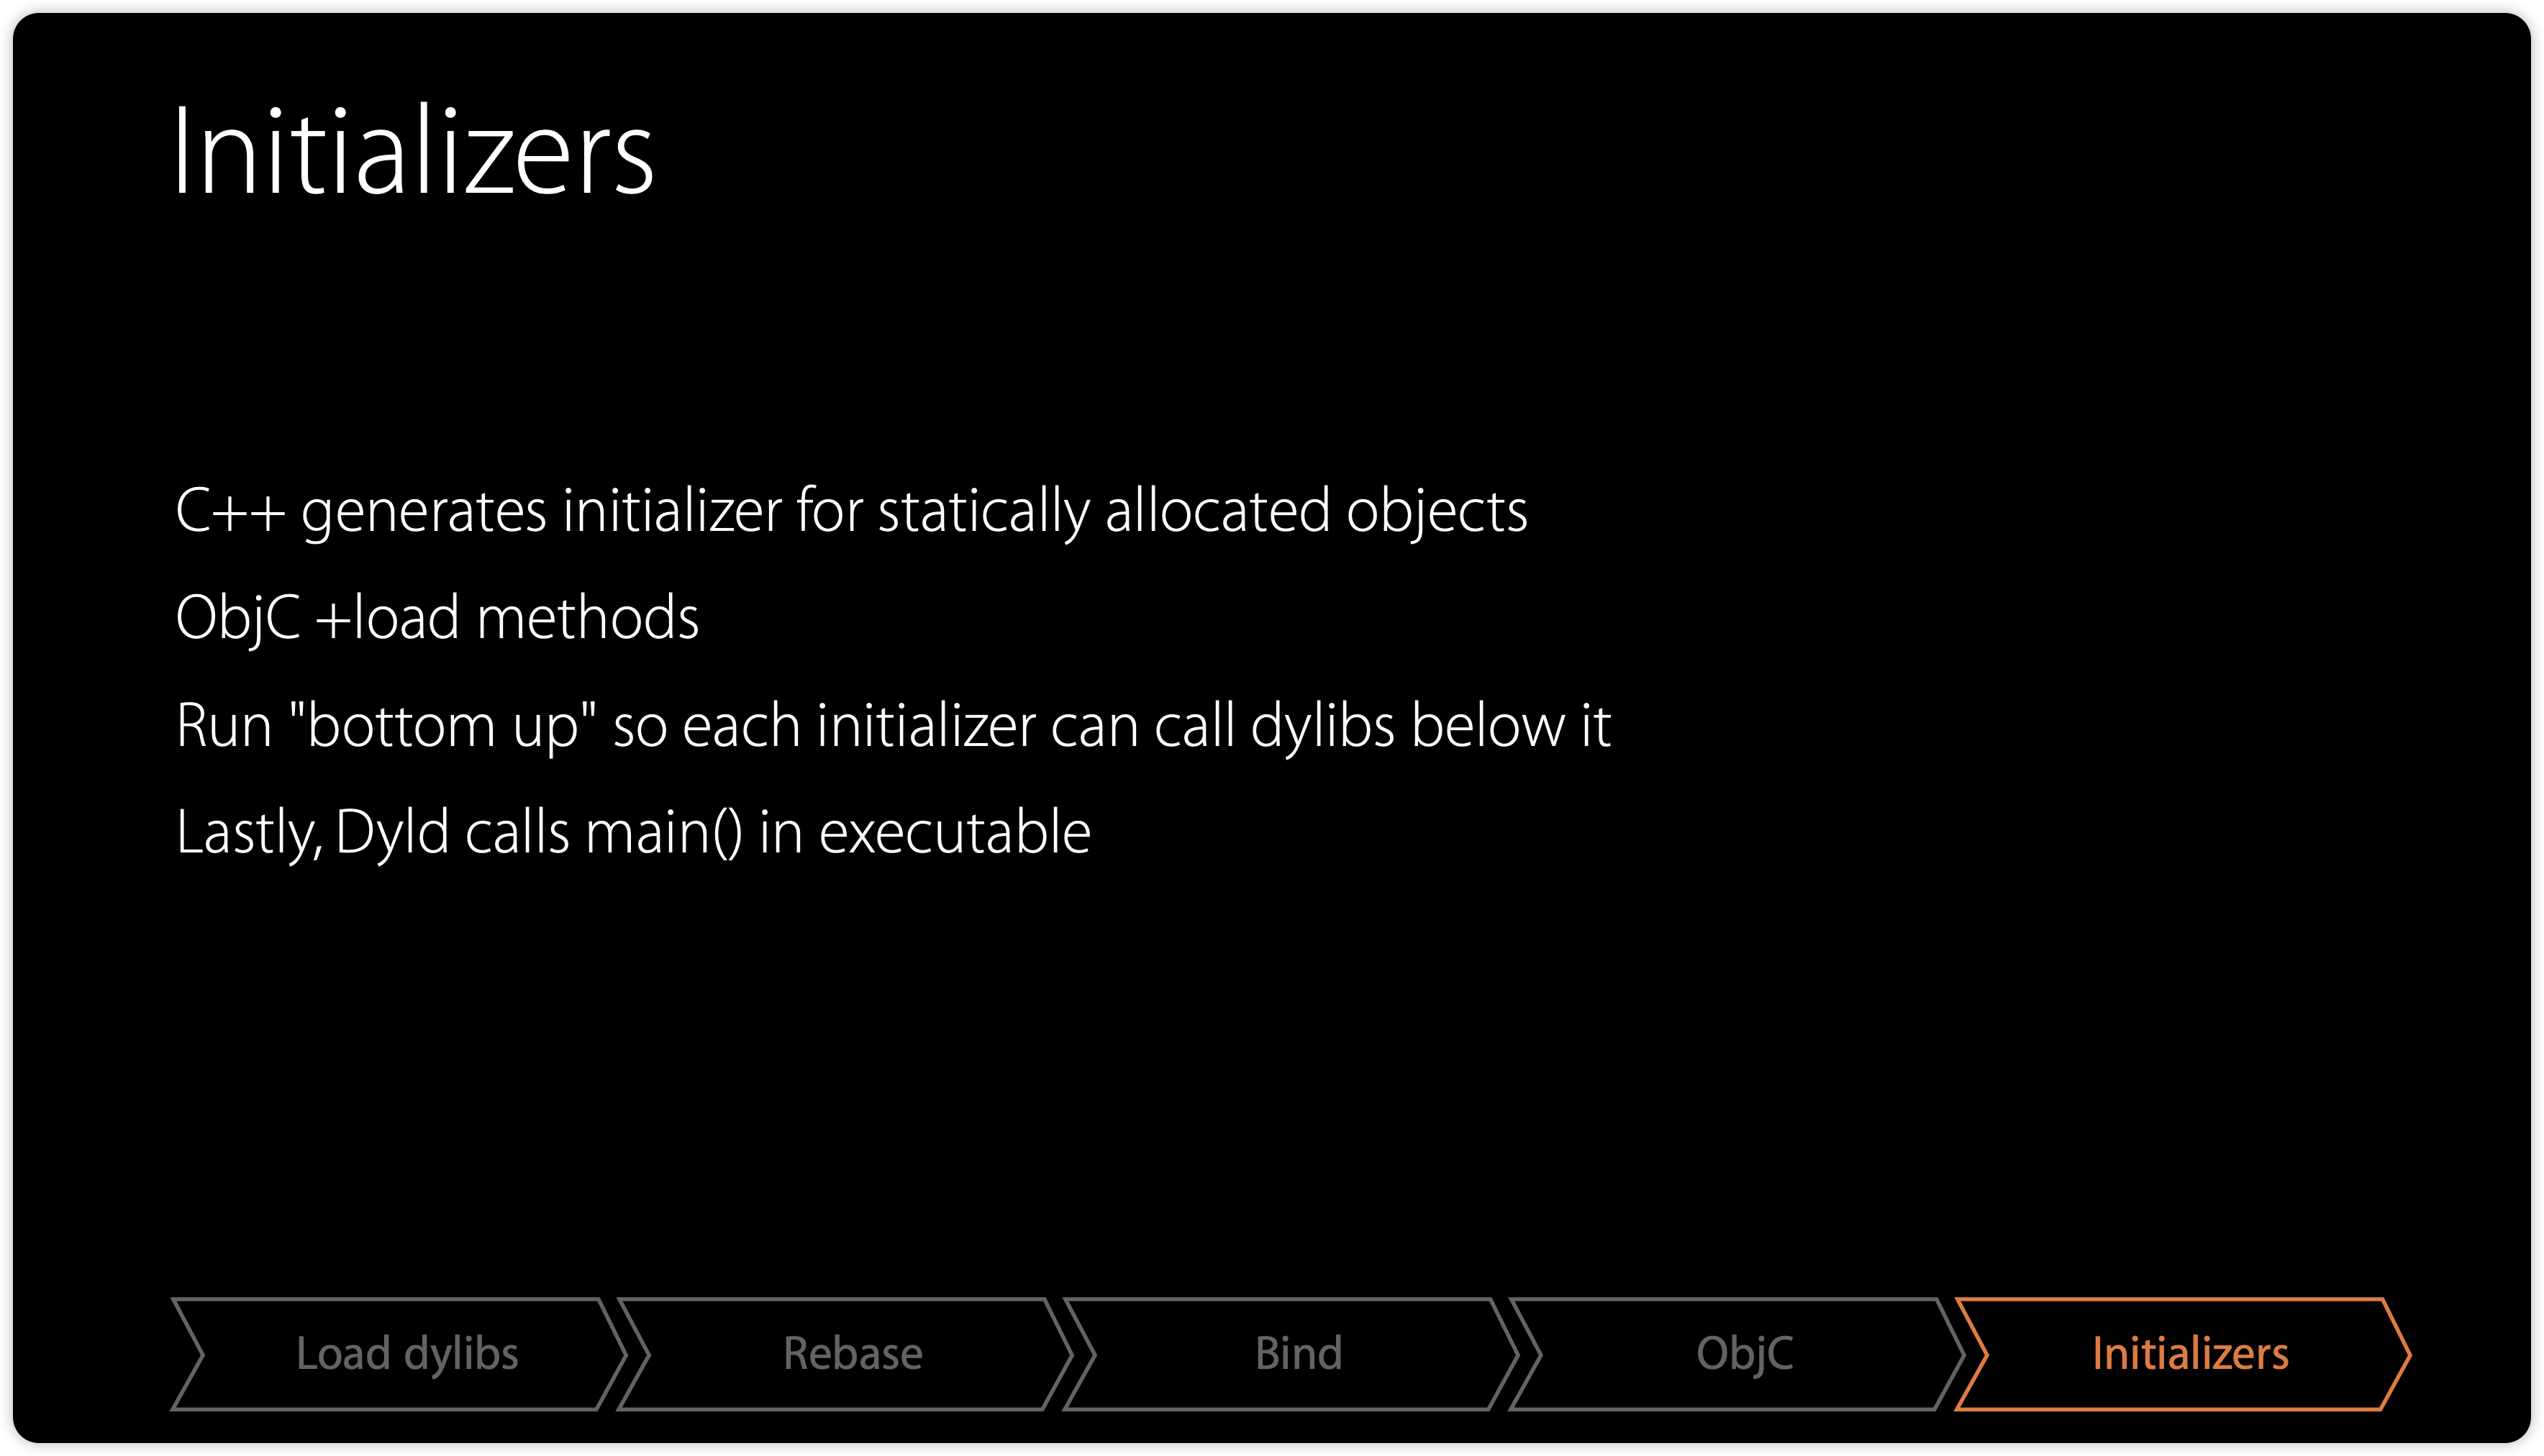 Initializers
C++ generates initializer for statically allocated objects
ObjC +load methods
Run "bottom up" so each initializer can call dylibs below it
Lastly, Dyld calls main() in executable
Load dylibs
Rebase
Bind
ObjC
Initializers